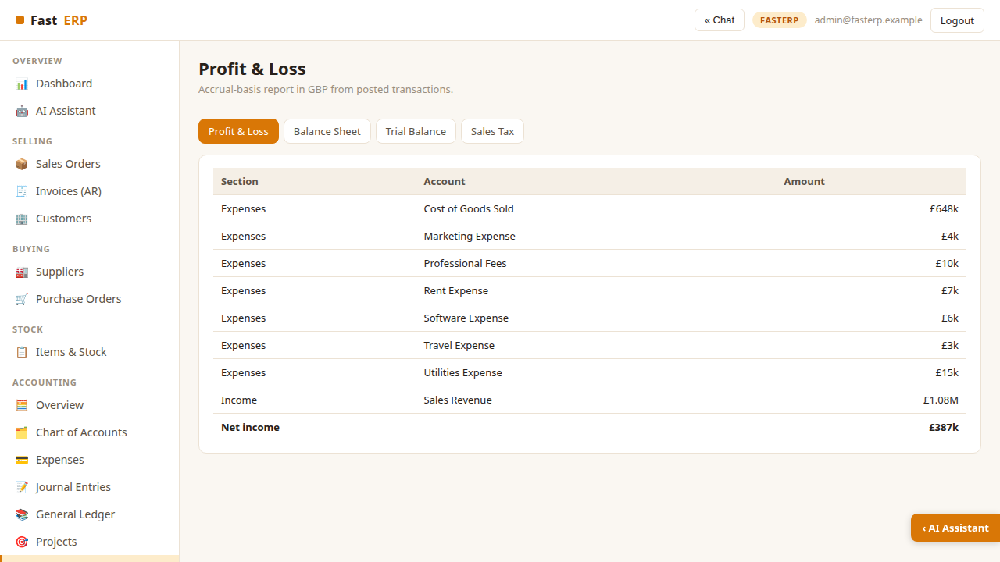 Fast ERP
« Chat
FASTERP
admin@fasterp.example
Logout
OVERVIEW
Dashboard
AI Assistant
SELLING
Sales Orders
Invoices (AR)
Customers
BUYING
Suppliers
Purchase Orders
STOCK
Items & Stock
ACCOUNTING
Overview
Chart of Accounts
Expenses
Journal Entries
General Ledger
Projects
Profit & Loss
Accrual-basis report in GBP from posted transactions.
Profit & Loss Balance Sheet Trial Balance Sales Tax
Section Account Amount
Expenses Cost of Goods Sold £648k
Expenses Marketing Expense £4k
Expenses Professional Fees £10k
Expenses Rent Expense £7k
Expenses Software Expense £6k
Expenses Travel Expense £3k
Expenses Utilities Expense £15k
Income Sales Revenue £1.08M
Net income £387k
‹ AI Assistant